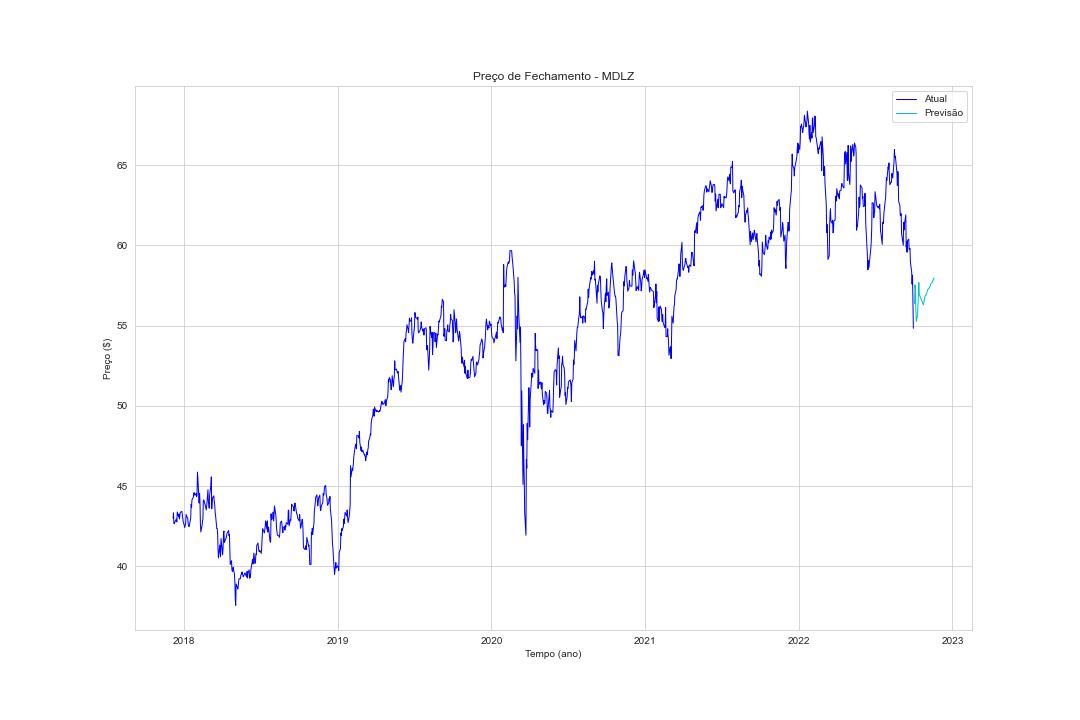 Preço de Fechamento - MDLZ
Atual
Previsão
65
60
55
50
45
40
Preço ($)
2018 2019 2020 2021 2022 2023
Tempo (ano)